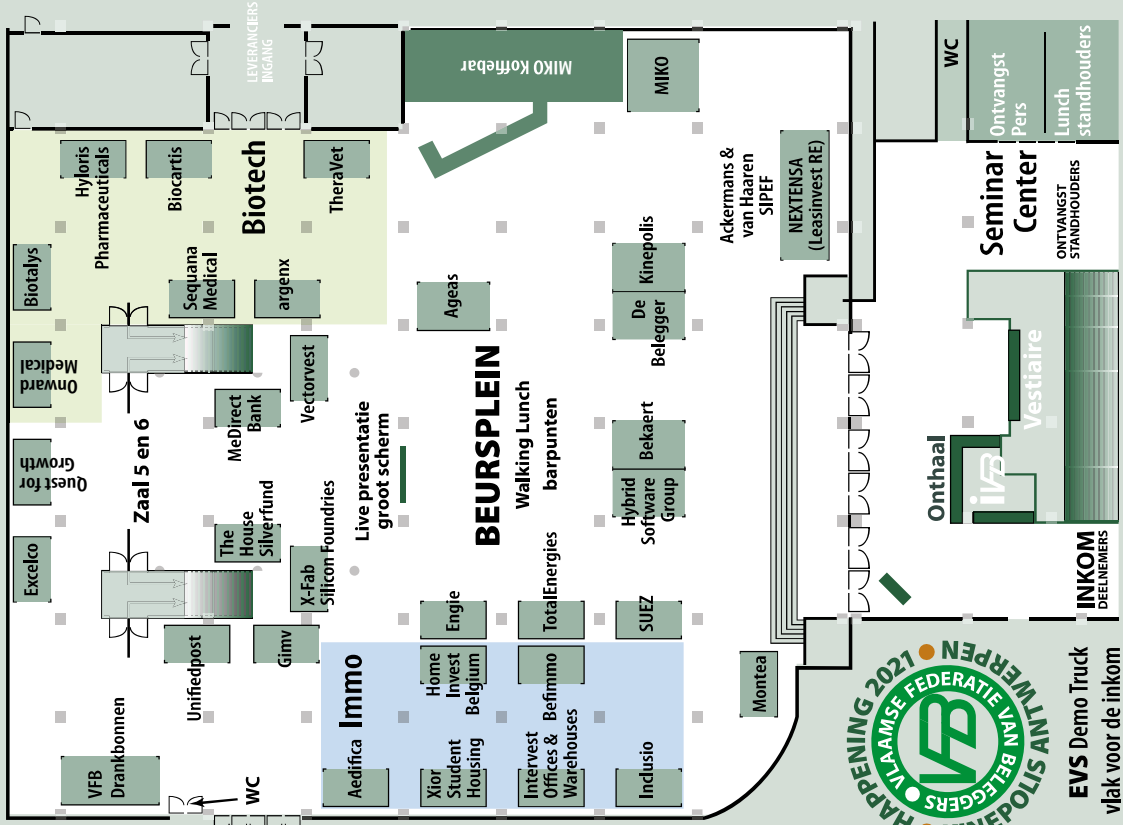 LEVERANCIERS
INGANG
MIKO Koffiebar
MIKO
WC
Ontvangst
Pers
Lunch
standhouders
Hyloris
Pharmaceuticals
Biocartis
Biotech
TheraVet
Ackermans &
van Haaren
SIPEF
NEXTENSA
(Leasinvest RE)
Seminar
Center
ONTVANGST
STANDHOUDERS
Biotalys
Sequana
Medical
argenx
Ageas
Kinepolis
De
Belegger
Onward
Medical
Vectorvest
MeDirect
Bank
Zaal 5 en 6
Live presentatie
groot scherm
BEURSPLEIN
Walking Lunch
barpunten
Bekaert
Hybrid
Software
Group
Vestiaire
Onthaal
iVFB
Quest for
Growth
Excelco
The
House
Silverfund
X-Fab
Silicon Foundries
Engie
TotalEnergies
SUEZ
INKOM
DEELNEMERS
Unifiedpost
Gimv
Immo
Home
Invest
Belgium
Befimmo
Montea
VFB
Drankbonnen
WC
Aedifica
Xior
Student
Housing
Intervest
Offices &
Warehouses
Inclusio
HAPPENING 2021
VLAAMSE FEDERATIE VAN BELEGGERS
VFB
EVS Demo Truck
vlak voor de inkom